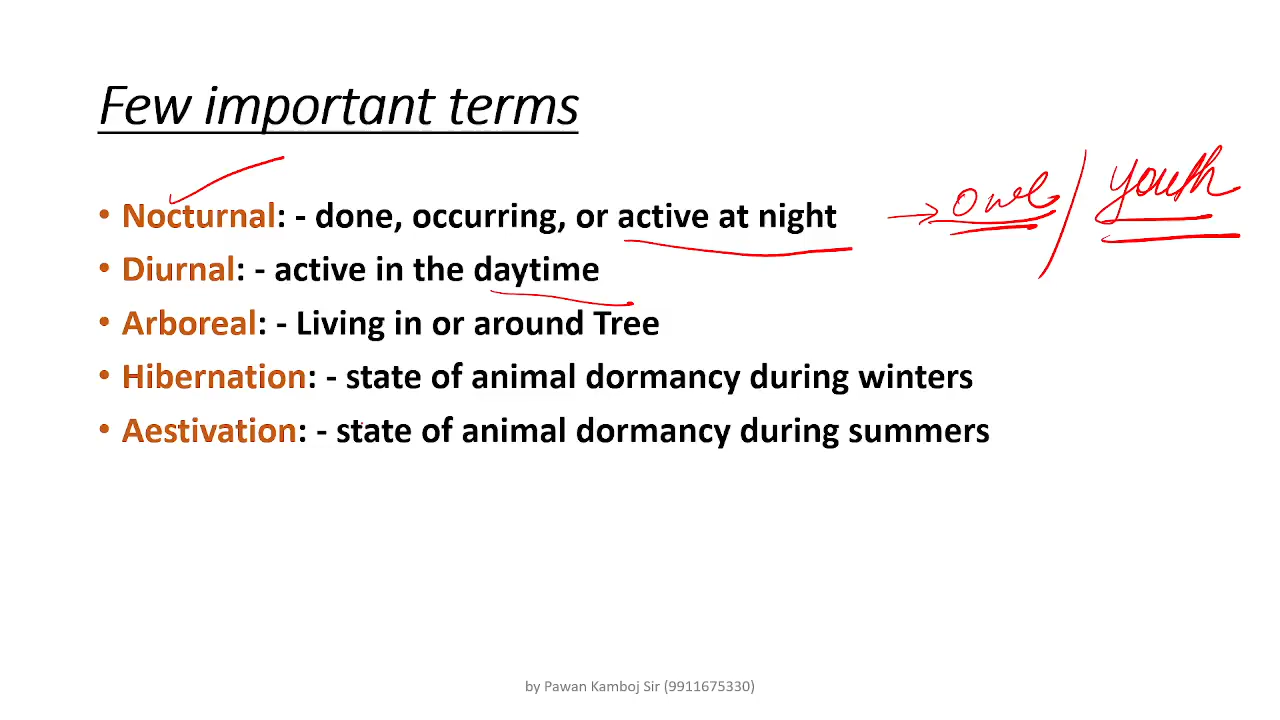 Few important terms
• Nocturnal: - done, occurring, or active at night → owl / youth
• Diurnal: - active in the daytime
• Arboreal: - Living in or around Tree
• Hibernation: - state of animal dormancy during winters
• Aestivation: - state of animal dormancy during summers
by Pawan Kamboj Sir (9911675330)